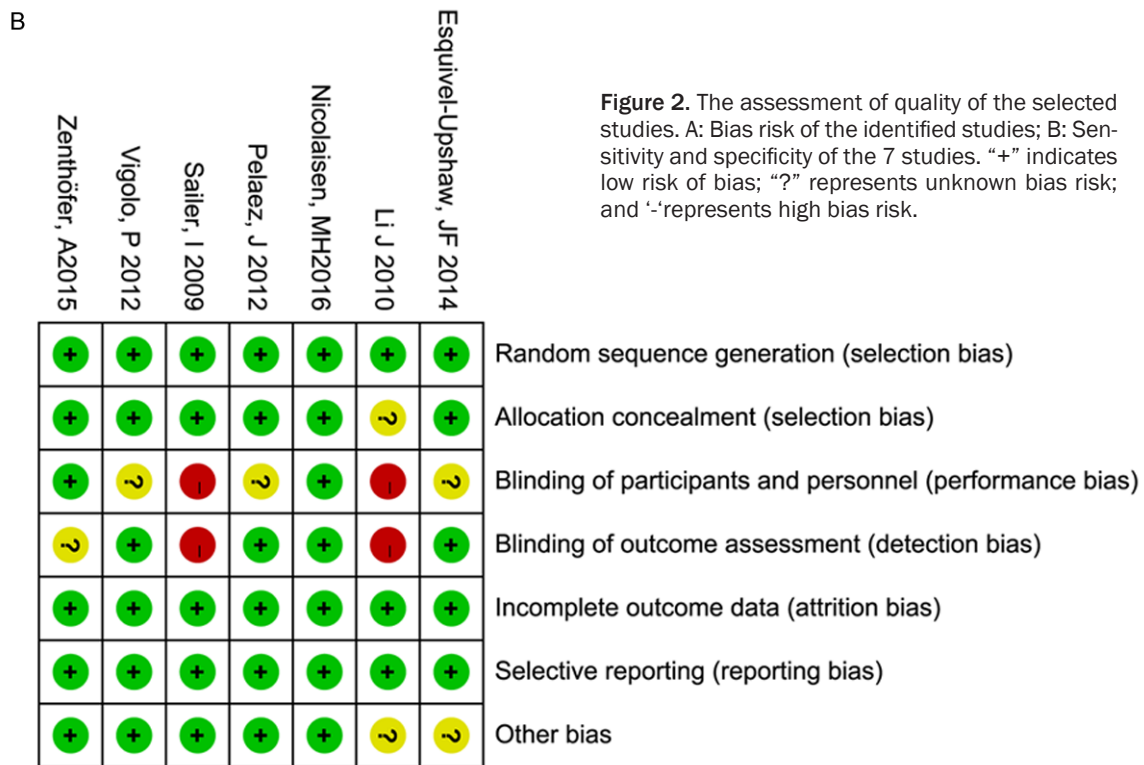 B
Zenthöfer, A2015
Vigolo, P 2012
Sailer, I 2009
Pelaez, J 2012
Nicolaisen, MH2016
Li J 2010
Esquivel-Upshaw, JF 2014
Figure 2. The assessment of quality of the selected
studies. A: Bias risk of the identified studies; B: Sen-
sitivity and specificity of the 7 studies. “+” indicates
low risk of bias; “?” represents unknown bias risk;
and ‘-‘represents high bias risk.
+ + + + + + + Random sequence generation (selection bias)
+ + + + + ? + Allocation concealment (selection bias)
+ ? - ? + - ? Blinding of participants and personnel (performance bias)
? + - + + - + Blinding of outcome assessment (detection bias)
+ + + + + + + Incomplete outcome data (attrition bias)
+ + + + + + + Selective reporting (reporting bias)
+ + + + + ? ? Other bias